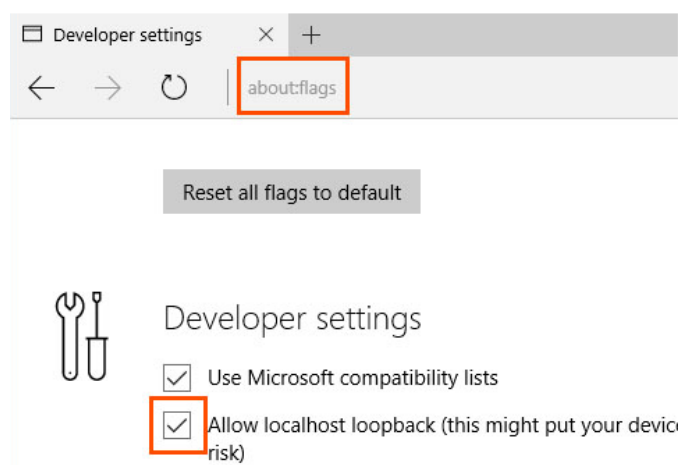 Developer settings
about:flags
Reset all flags to default
Developer settings
Use Microsoft compatibility lists
Allow localhost loopback (this might put your device
risk)